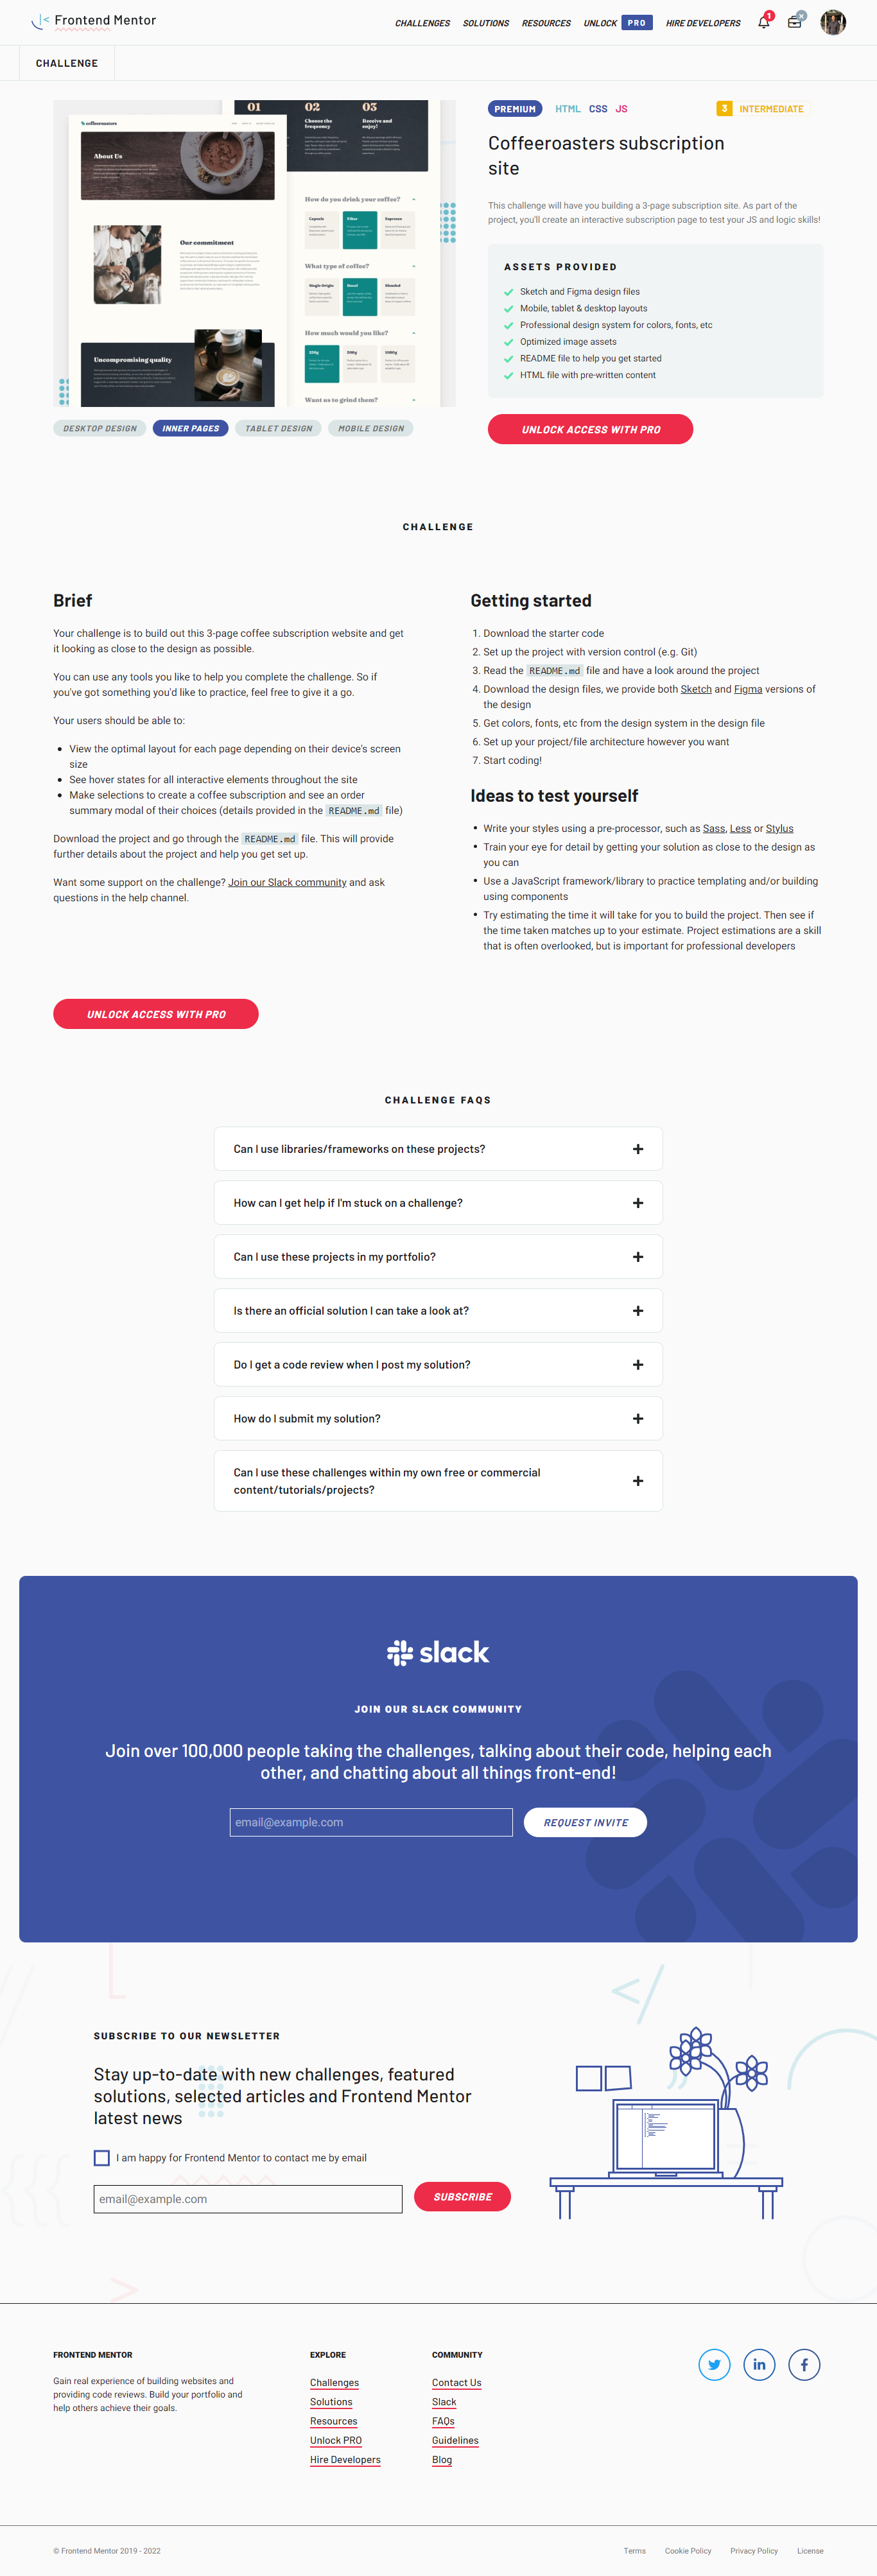 Frontend Mentor
CHALLENGES SOLUTIONS RESOURCES UNLOCK PRO HIRE DEVELOPERS 1
CHALLENGE
coffeeroasters
01 02 03
Choose the frequency
Receive and enjoy!
About Us
How do you drink your coffee?
Capsule Filter Espresso
Our commitment
What type of coffee?
Single Origin Decaf Blended
How much would you like?
250g 500g 1000g
Uncompromising quality
Want us to grind them?
DESKTOP DESIGN INNER PAGES TABLET DESIGN MOBILE DESIGN
PREMIUM HTML CSS JS 3 INTERMEDIATE
Coffeeroasters subscription
site
This challenge will have you building a 3-page subscription site. As part of the
project, you'll create an interactive subscription page to test your JS and logic skills!
ASSETS PROVIDED
Sketch and Figma design files
Mobile, tablet & desktop layouts
Professional design system for colors, fonts, etc
Optimized image assets
README file to help you get started
HTML file with pre-written content
UNLOCK ACCESS WITH PRO
CHALLENGE
Brief
Your challenge is to build out this 3-page coffee subscription website and get
it looking as close to the design as possible.
You can use any tools you like to help you complete the challenge. So if
you've got something you'd like to practice, feel free to give it a go.
Your users should be able to:
• View the optimal layout for each page depending on their device's screen
size
• See hover states for all interactive elements throughout the site
• Make selections to create a coffee subscription and see an order
summary modal of their choices (details provided in the README.md file)
Download the project and go through the README.md file. This will provide
further details about the project and help you get set up.
Want some support on the challenge? Join our Slack community and ask
questions in the help channel.
Getting started
1. Download the starter code
2. Set up the project with version control (e.g. Git)
3. Read the README.md file and have a look around the project
4. Download the design files, we provide both Sketch and Figma versions of
the design
5. Get colors, fonts, etc from the design system in the design file
6. Set up your project/file architecture however you want
7. Start coding!
Ideas to test yourself
• Write your styles using a pre-processor, such as Sass, Less or Stylus
• Train your eye for detail by getting your solution as close to the design as
you can
• Use a JavaScript framework/library to practice templating and/or building
using components
• Try estimating the time it will take for you to build the project. Then see if
the time taken matches up to your estimate. Project estimations are a skill
that is often overlooked, but is important for professional developers
UNLOCK ACCESS WITH PRO
CHALLENGE FAQS
Can I use libraries/frameworks on these projects?
How can I get help if I'm stuck on a challenge?
Can I use these projects in my portfolio?
Is there an official solution I can take a look at?
Do I get a code review when I post my solution?
How do I submit my solution?
Can I use these challenges within my own free or commercial
content/tutorials/projects?
slack
JOIN OUR SLACK COMMUNITY
Join over 100,000 people taking the challenges, talking about their code, helping each
other, and chatting about all things front-end!
email@example.com REQUEST INVITE
SUBSCRIBE TO OUR NEWSLETTER
Stay up-to-date with new challenges, featured
solutions, selected articles and Frontend Mentor
latest news
I am happy for Frontend Mentor to contact me by email
email@example.com SUBSCRIBE
FRONTEND MENTOR
Gain real experience of building websites and
providing code reviews. Build your portfolio and
help others achieve their goals.
EXPLORE
Challenges
Solutions
Resources
Unlock PRO
Hire Developers
COMMUNITY
Contact Us
Slack
FAQs
Guidelines
Blog
© Frontend Mentor 2019 - 2022
Terms Cookie Policy Privacy Policy License